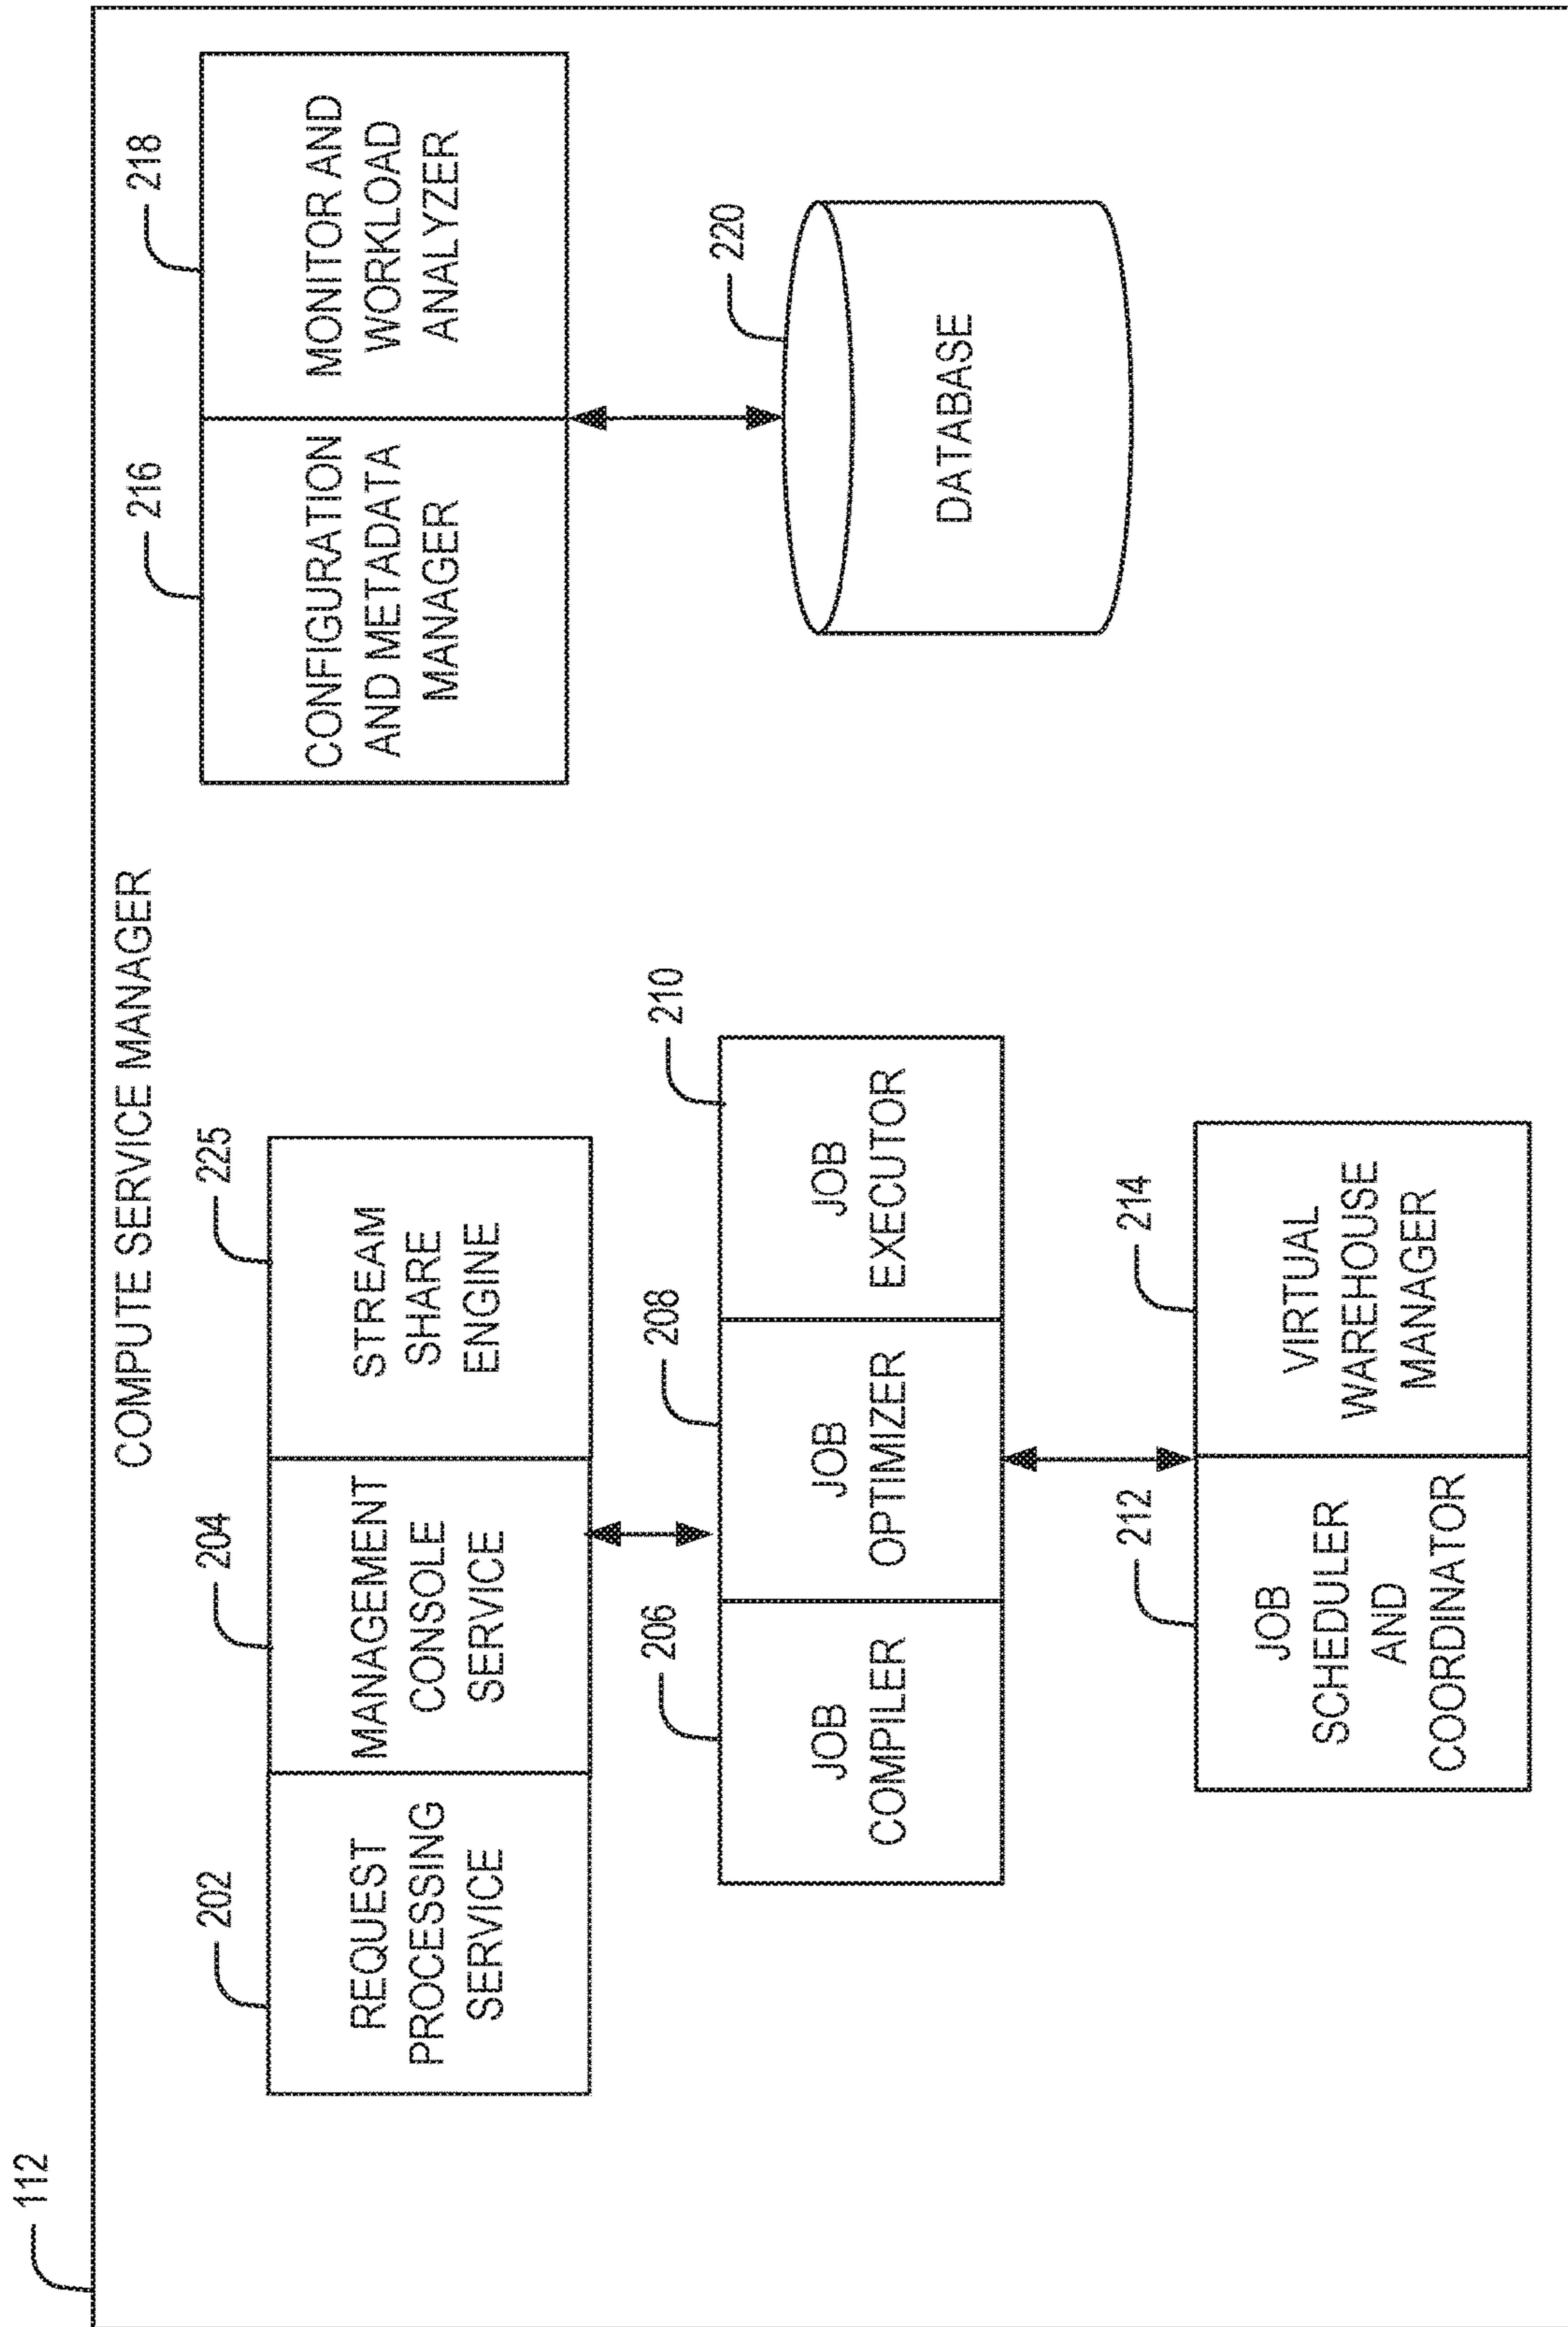 112
COMPUTE SERVICE MANAGER
202
REQUEST
PROCESSING
SERVICE
204
MANAGEMENT
CONSOLE
SERVICE
225
STREAM
SHARE
ENGINE
206
JOB
COMPILER
208
JOB
OPTIMIZER
210
JOB
EXECUTOR
212
JOB
SCHEDULER
AND
COORDINATOR
214
VIRTUAL
WAREHOUSE
MANAGER
216
CONFIGURATION
AND METADATA
MANAGER
218
MONITOR AND
WORKLOAD
ANALYZER
220
DATABASE